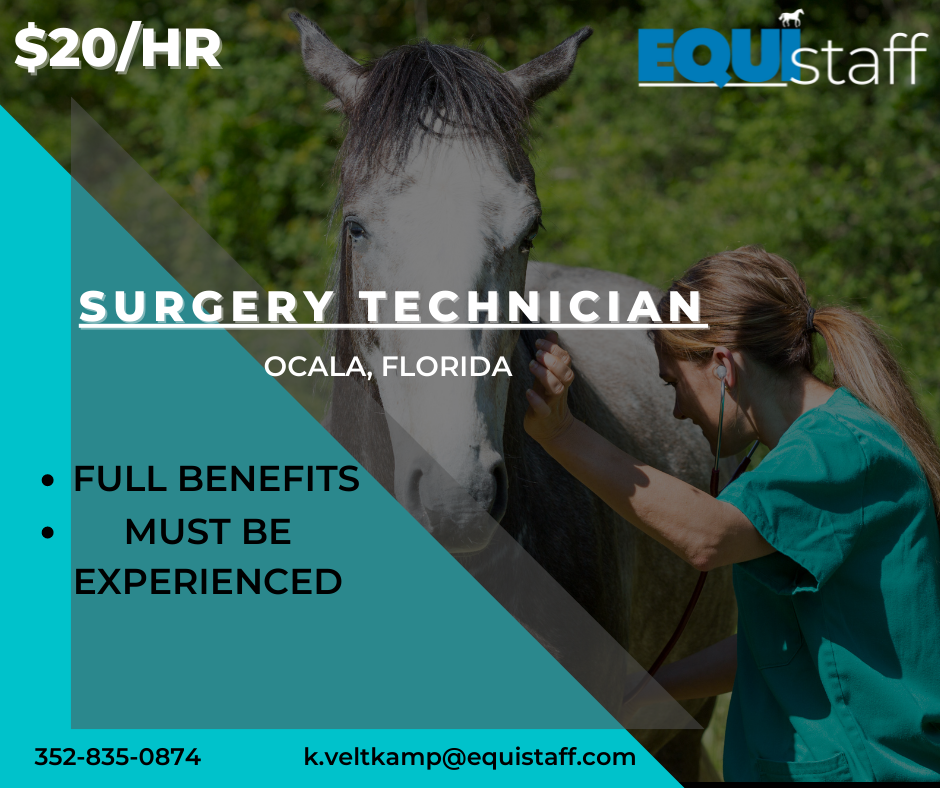 $20/HR
EQUIstaff
SURGERY TECHNICIAN
OCALA, FLORIDA
• FULL BENEFITS
• MUST BE
EXPERIENCED
352-835-0874
k.veltkamp@equistaff.com